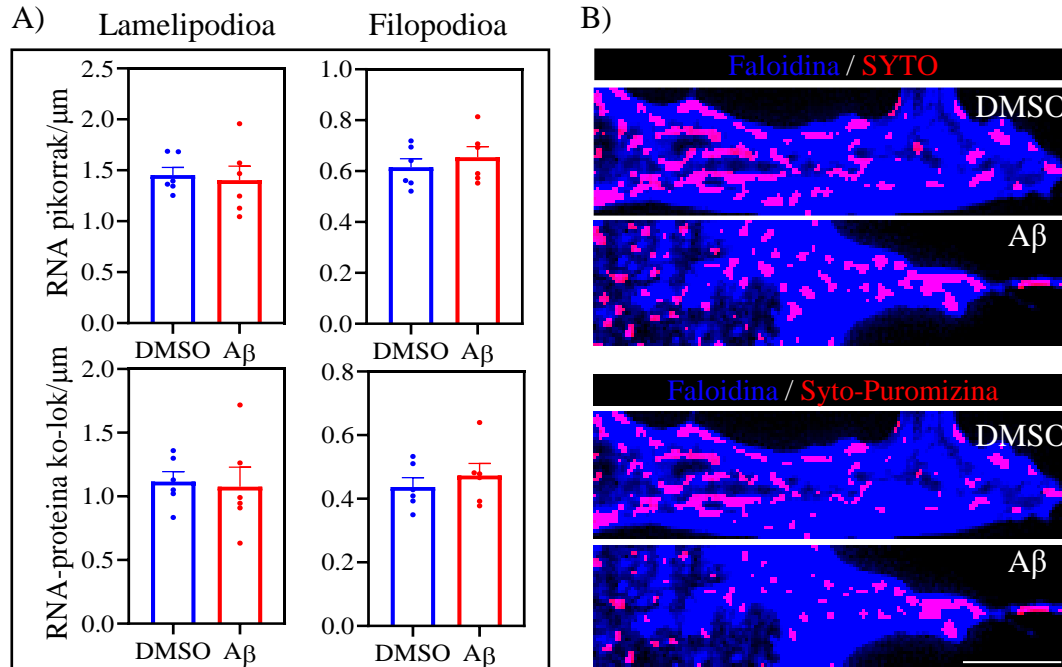 A)
Lamelipodioa
Filopodioa
RNA pikorrak/µm
2.5
2.0
1.5
1.0
0.5
0.0
DMSO Aβ
1.0
0.8
0.6
0.4
0.2
0.0
DMSO Aβ
RNA-proteina ko-lok/µm
2.0
1.5
1.0
0.5
0.0
DMSO Aβ
0.8
0.6
0.4
0.2
0.0
DMSO Aβ
B)
Faloidina / SYTO
DMSO
Aβ
Faloidina / Syto-Puromizina
DMSO
Aβ